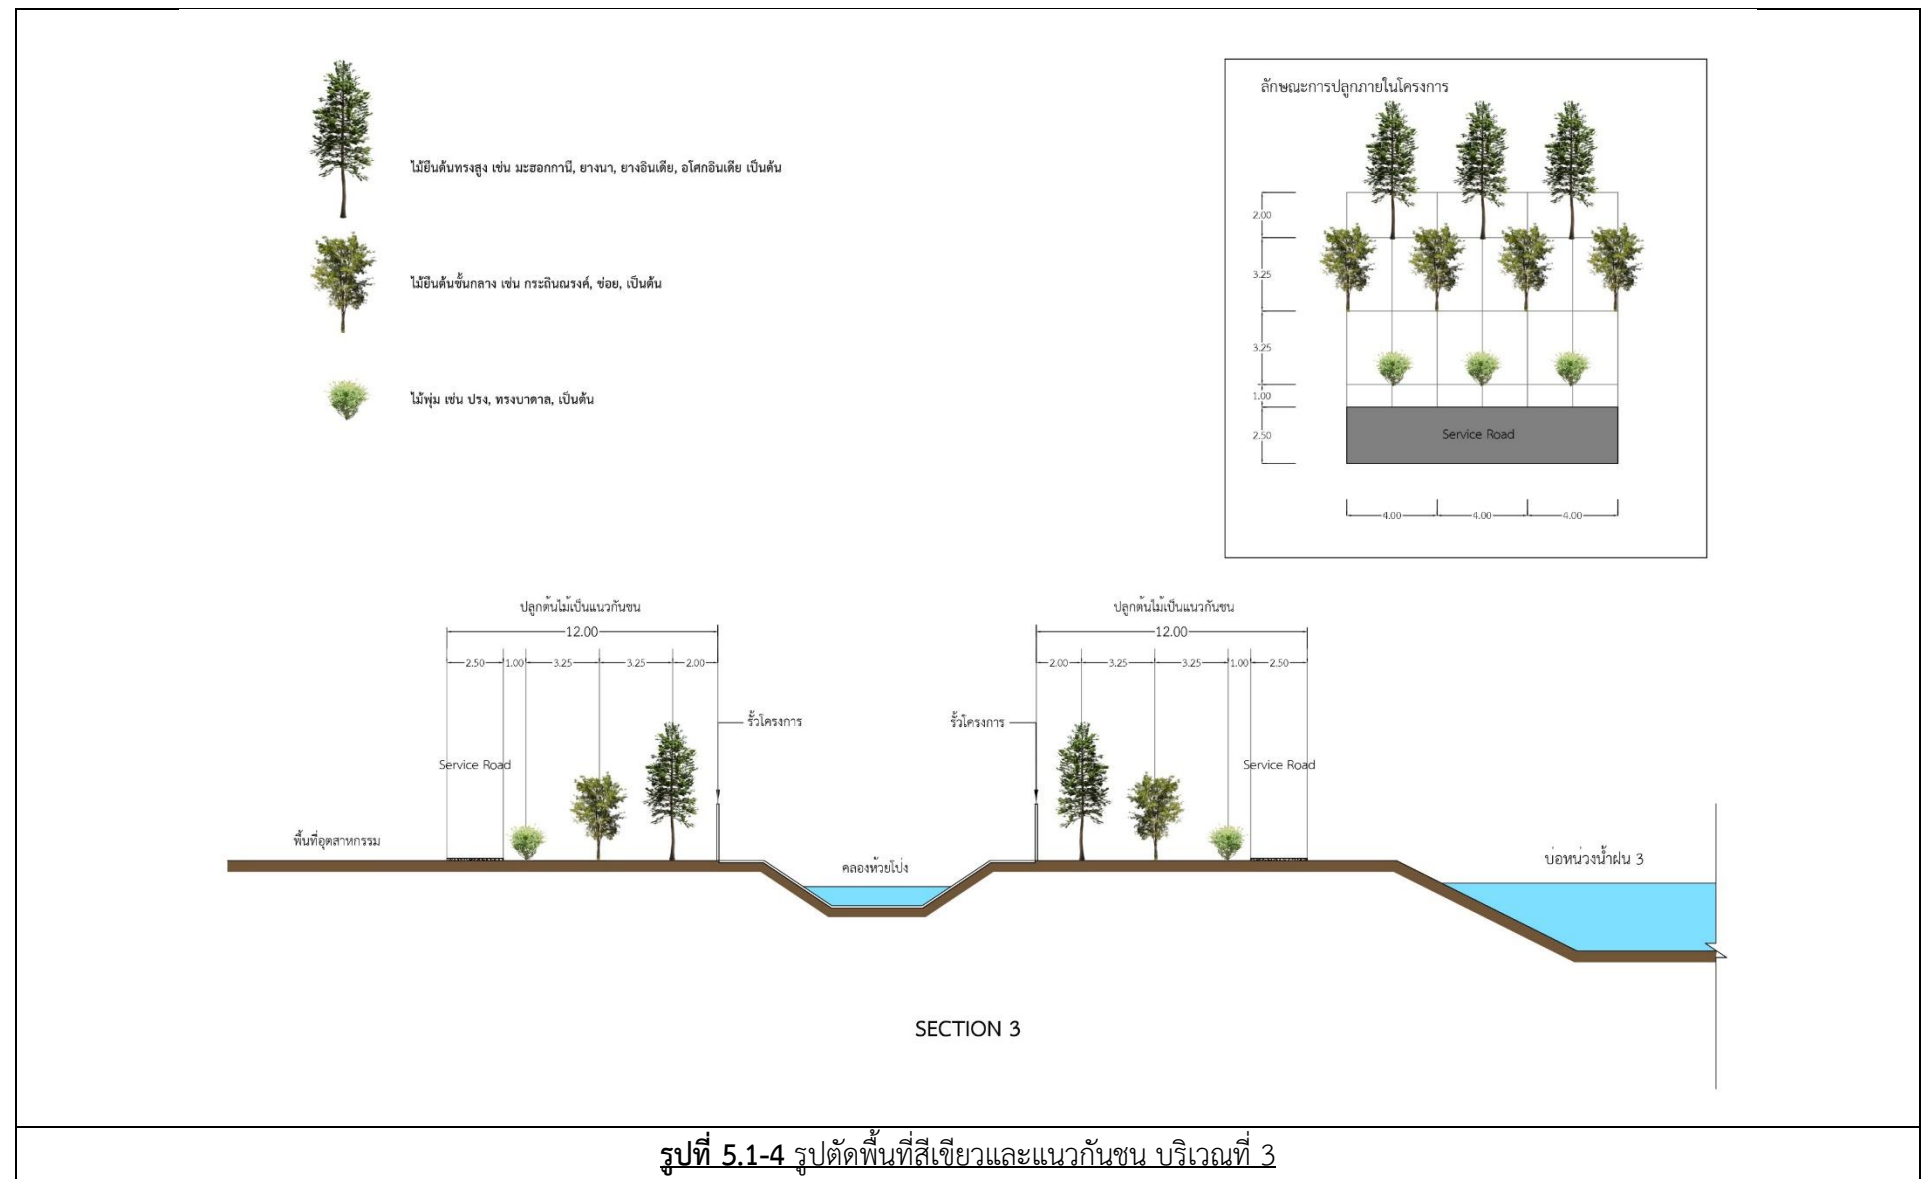 ไม้ยืนต้นทรงสูง เช่น มะฮอกกานี, ยางนา, ยางอินเดีย, อโศกอินเดีย เป็นต้น
ไม้ยืนต้นชั้นกลาง เช่น กระถินณรงค์, ข่อย, เป็นต้น
ไม้พุ่ม เช่น ปรง, ทรงบาดาล, เป็นต้น
ลักษณะการปลูกภายในโครงการ
2.00
3.25
3.25
1.00
2.50
Service Road
4.00 4.00 4.00
ปลูกต้นไม้เป็นแนวกันชน ปลูกต้นไม้เป็นแนวกันชน
12.00 12.00
2.50 1.00 3.25 3.25 2.00 2.00 3.25 3.25 1.00 2.50
รั้วโครงการ รั้วโครงการ
Service Road Service Road
พื้นที่อุตสาหกรรม
คลองห้วยโป่ง
บ่อหน่วงน้ำฝน 3
SECTION 3
รูปที่ 5.1-4 รูปตัดพื้นที่สีเขียวและแนวกันชน บริเวณที่ 3